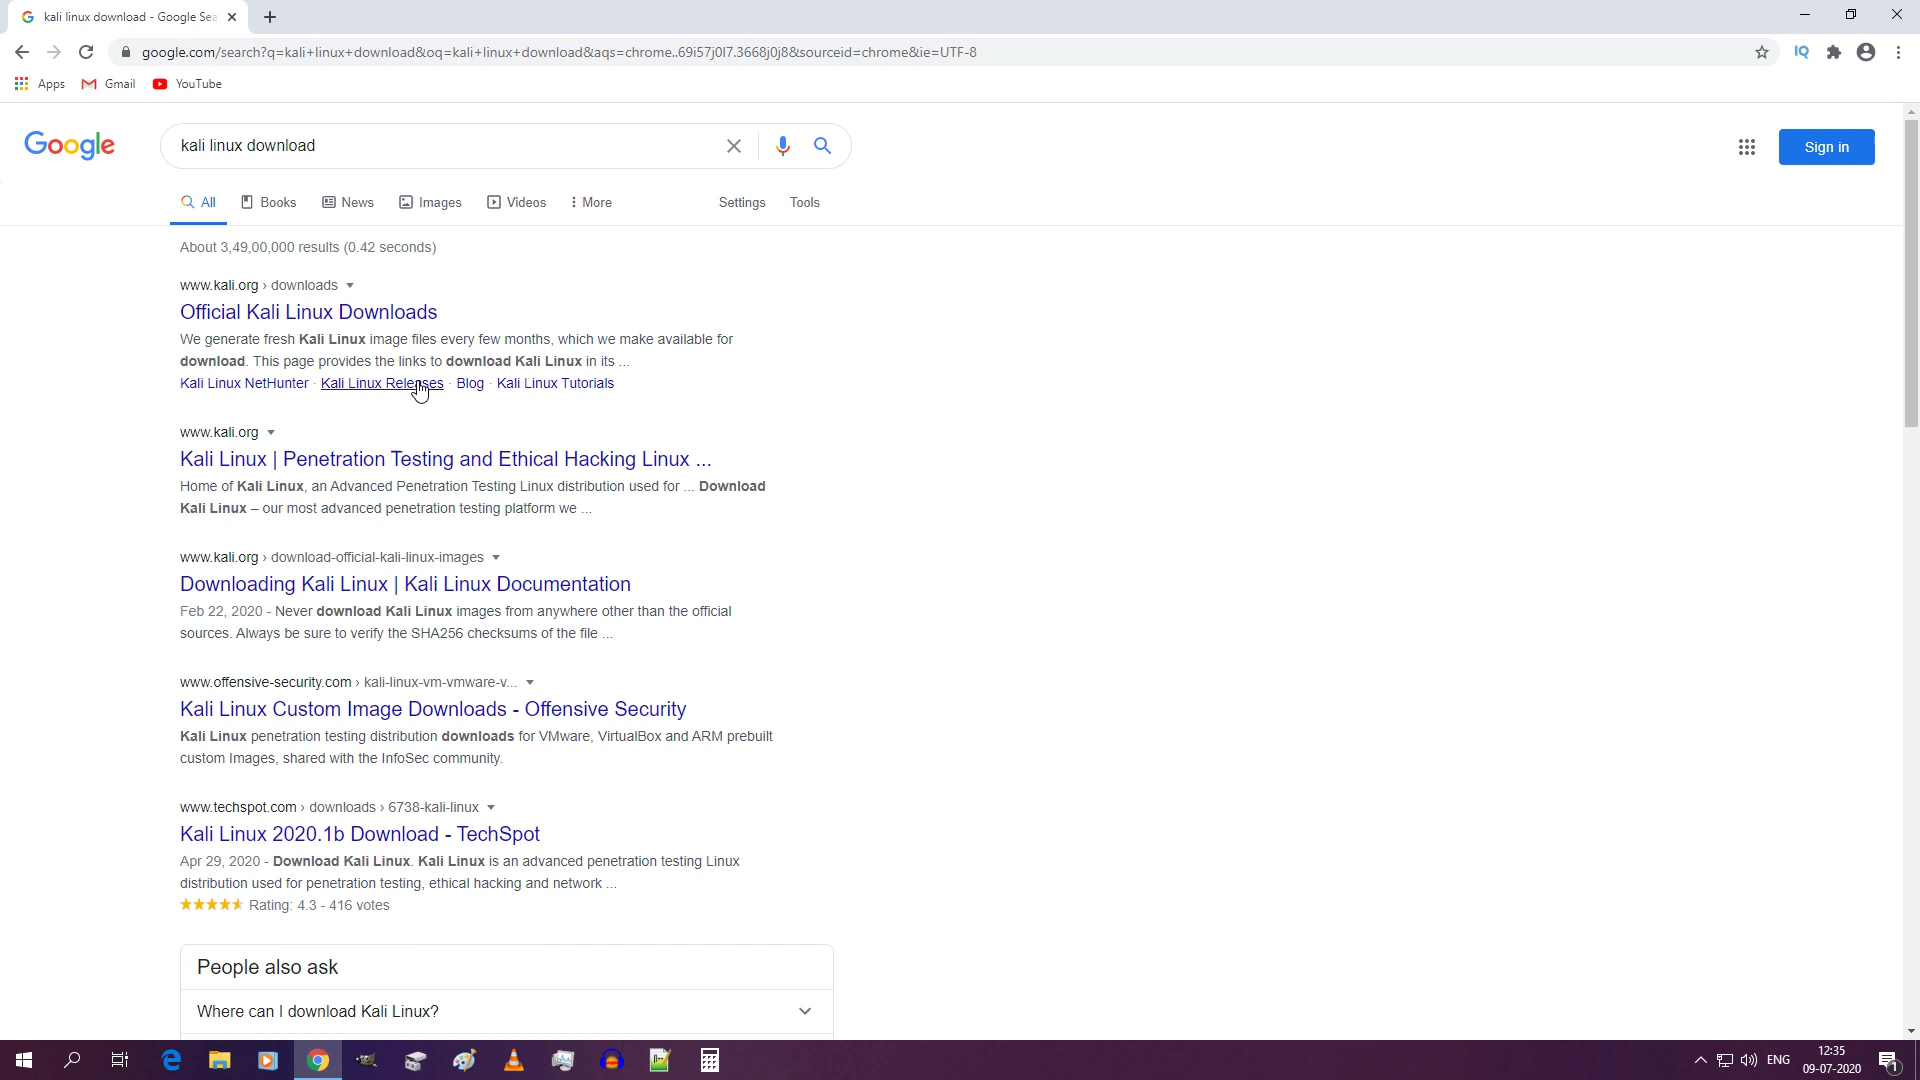 kali linux download - Google Sea
google.com/search?q=kali+linux+download&oq=kali+linux+download&aqs=chrome..69i57j0l7.3668j0j8&sourceid=chrome&ie=UTF-8
Apps
Gmail
YouTube
Google
kali linux download
Sign in
All
Books
News
Images
Videos
More
Settings
Tools
About 3,49,00,000 results (0.42 seconds)
www.kali.org › downloads
Official Kali Linux Downloads
We generate fresh Kali Linux image files every few months, which we make available for
download. This page provides the links to download Kali Linux in its ...
Kali Linux NetHunter · Kali Linux Releases · Blog · Kali Linux Tutorials
www.kali.org
Kali Linux | Penetration Testing and Ethical Hacking Linux ...
Home of Kali Linux, an Advanced Penetration Testing Linux distribution used for ... Download
Kali Linux – our most advanced penetration testing platform we ...
www.kali.org › download-official-kali-linux-images
Downloading Kali Linux | Kali Linux Documentation
Feb 22, 2020 - Never download Kali Linux images from anywhere other than the official
sources. Always be sure to verify the SHA256 checksums of the file ...
www.offensive-security.com › kali-linux-vm-vmware-v...
Kali Linux Custom Image Downloads - Offensive Security
Kali Linux penetration testing distribution downloads for VMware, VirtualBox and ARM prebuilt
custom Images, shared with the InfoSec community.
www.techspot.com › downloads › 6738-kali-linux
Kali Linux 2020.1b Download - TechSpot
Apr 29, 2020 - Download Kali Linux. Kali Linux is an advanced penetration testing Linux
distribution used for penetration testing, ethical hacking and network ...
Rating: 4.3 - 416 votes
People also ask
Where can I download Kali Linux?
ENG
12:35
09-07-2020
1